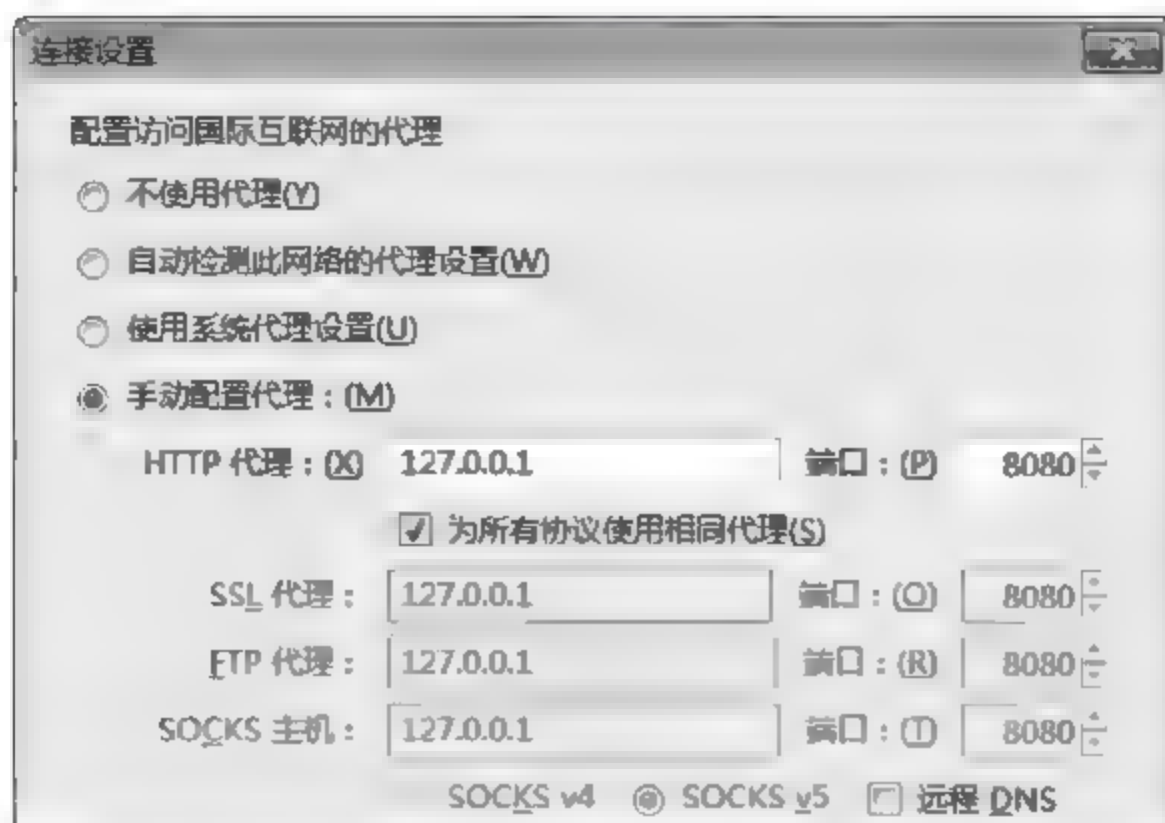 连接设置
配置访问国际互联网的代理
不使用代理(Y)
自动检测此网络的代理设置(W)
使用系统代理设置(U)
手动配置代理：(M)
HTTP 代理：(X) 127.0.0.1 端口：(P) 8080
为所有协议使用相同代理(S)
SSL 代理： 127.0.0.1 端口：(O) 8080
FTP 代理： 127.0.0.1 端口：(R) 8080
SOCKS 主机： 127.0.0.1 端口：(T) 8080
SOCKS v4 SOCKS v5 远程 DNS